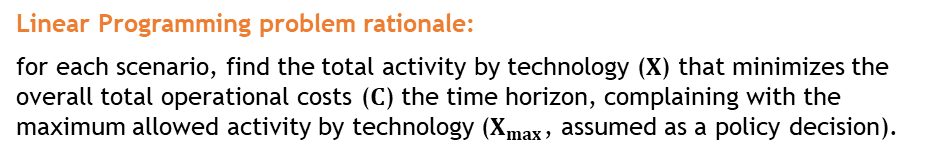 Linear Programming problem rationale:
for each scenario, find the total activity by technology (X) that minimizes the
overall total operational costs (C) the time horizon, complaining with the
maximum allowed activity by technology (Xmax, assumed as a policy decision).